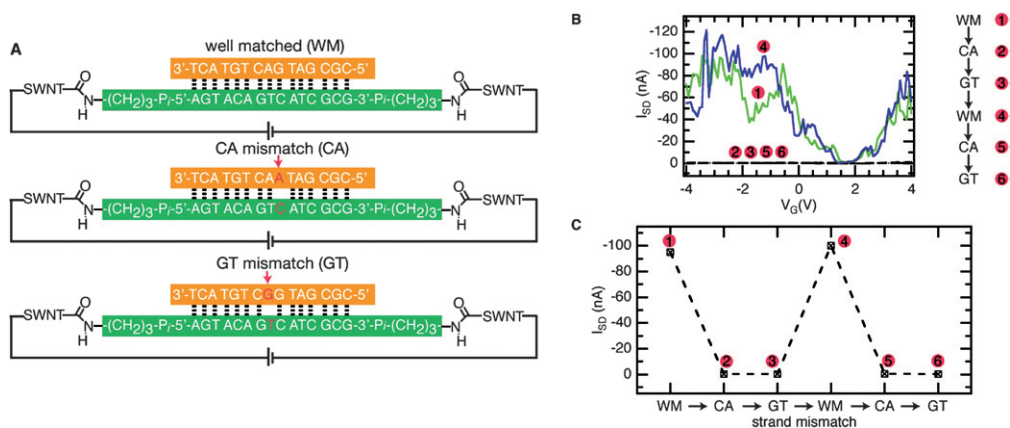 A
well matched (WM)
3'-TCA TGT CAG TAG CGC-5'
SWNT O N H -(CH2)3-Pi-5'-AGT ACA GTC ATC GCG-3'-Pi-(CH2)3- O N H SWNT
CA mismatch (CA)
3'-TCA TGT CAA TAG CGC-5'
SWNT O N H -(CH2)3-Pi-5'-AGT ACA GTC ATC GCG-3'-Pi-(CH2)3- O N H SWNT
GT mismatch (GT)
3'-TCA TGT CGG TAG CGC-5'
SWNT O N H -(CH2)3-Pi-5'-AGT ACA GTC ATC GCG-3'-Pi-(CH2)3- O N H SWNT
B
ISD (nA)
-120
-100
-80
-60
-40
-20
0
4
1
2 3 5 6
-4 -2 0 2 4
VG(V)
WM 1
CA 2
GT 3
WM 4
CA 5
GT 6
C
ISD (nA)
-100
-80
-60
-40
-20
0
1
2
3
4
5
6
WM CA GT WM CA GT
strand mismatch